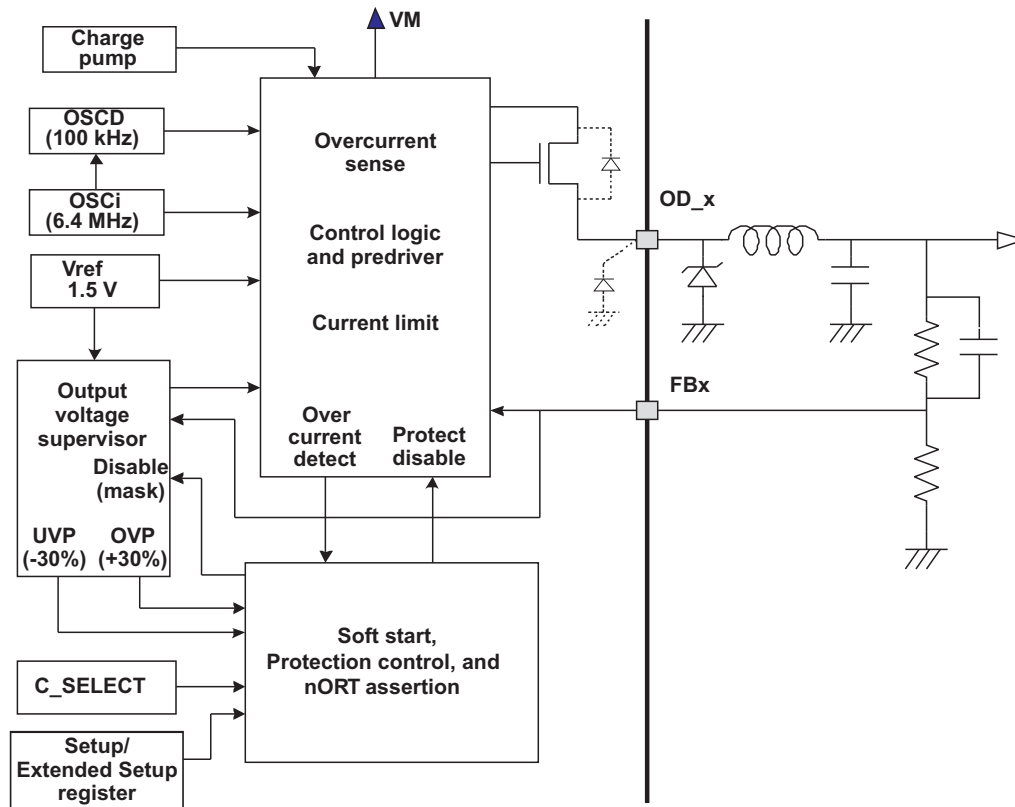 VM
Charge
pump
OSCD
(100 kHz)
OSCi
(6.4 MHz)
Vref
1.5 V
Overcurrent
sense
Control logic
and predriver
Current limit
Over
current
detect
Protect
disable
OD_x
FBx
Output
voltage
supervisor
Disable
(mask)
UVP
(-30%)
OVP
(+30%)
Soft start,
Protection control, and
nORT assertion
C_SELECT
Setup/
Extended Setup
register